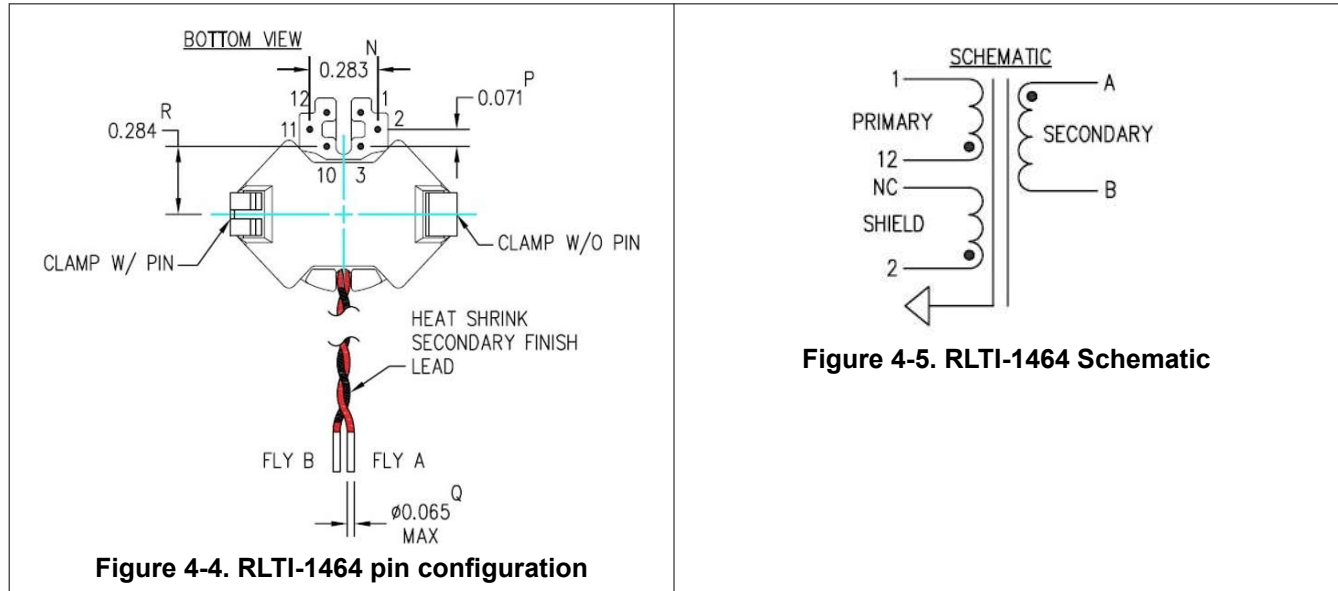 BOTTOM VIEW
N
0.283
P
0.071
R
0.284
12
1
11
2
10
3
CLAMP W/ PIN
CLAMP W/O PIN
HEAT SHRINK
SECONDARY FINISH
LEAD
FLY B
FLY A
Q
ø0.065
MAX
Figure 4-4. RLTI-1464 pin configuration
SCHEMATIC
1
A
PRIMARY
SECONDARY
12
NC
B
SHIELD
2
Figure 4-5. RLTI-1464 Schematic